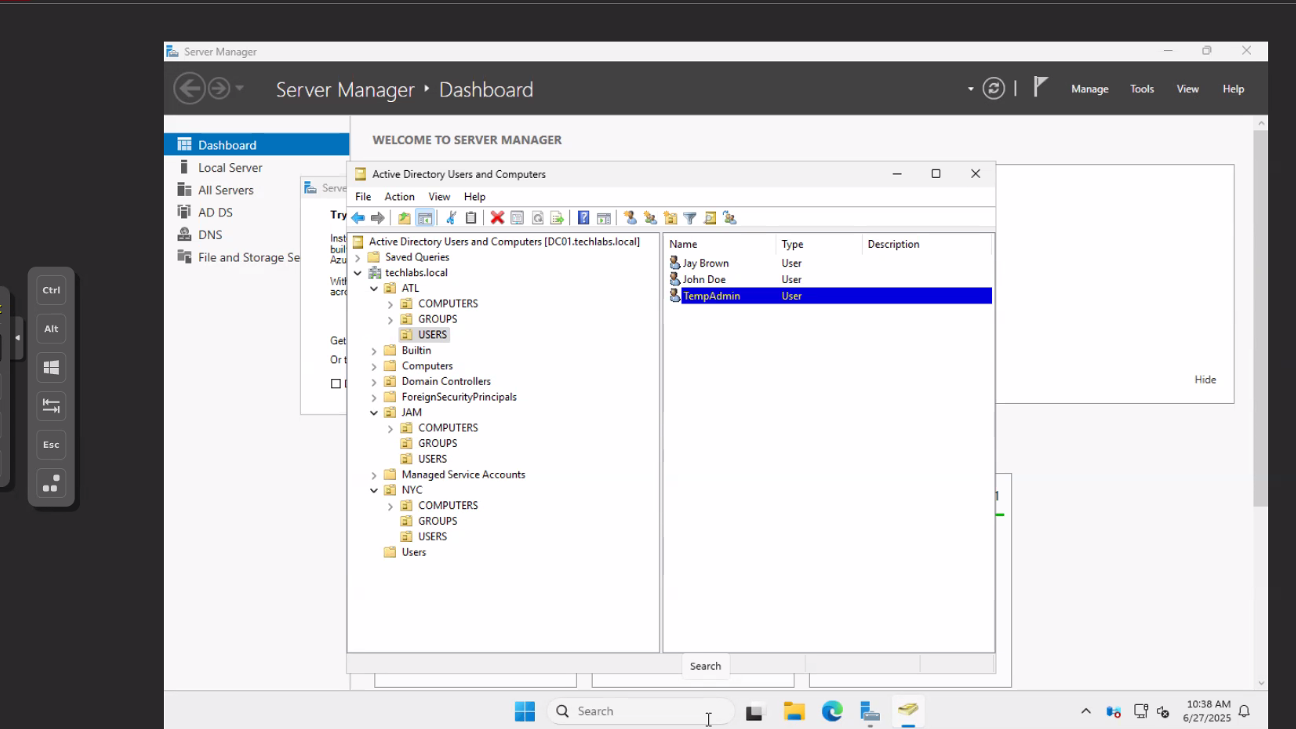 Server Manager
Server Manager
Dashboard
Manage
Tools
View
Help
Dashboard
Local Server
All Servers
AD DS
DNS
File and Storage Se
WELCOME TO SERVER MANAGER
Serve
Try
Inst
buil
Azu
Wit
acro
Get
Or t
Hide
1
Active Directory Users and Computers
File
Action
View
Help
Active Directory Users and Computers [DC01.techlabs.local]
Saved Queries
techlabs.local
ATL
COMPUTERS
GROUPS
USERS
Builtin
Computers
Domain Controllers
ForeignSecurityPrincipals
JAM
COMPUTERS
GROUPS
USERS
Managed Service Accounts
NYC
COMPUTERS
GROUPS
USERS
Users
Name Type Description
Jay Brown User
John Doe User
TempAdmin User
Search
Ctrl
Alt
Esc
Search
10:38 AM
6/27/2025